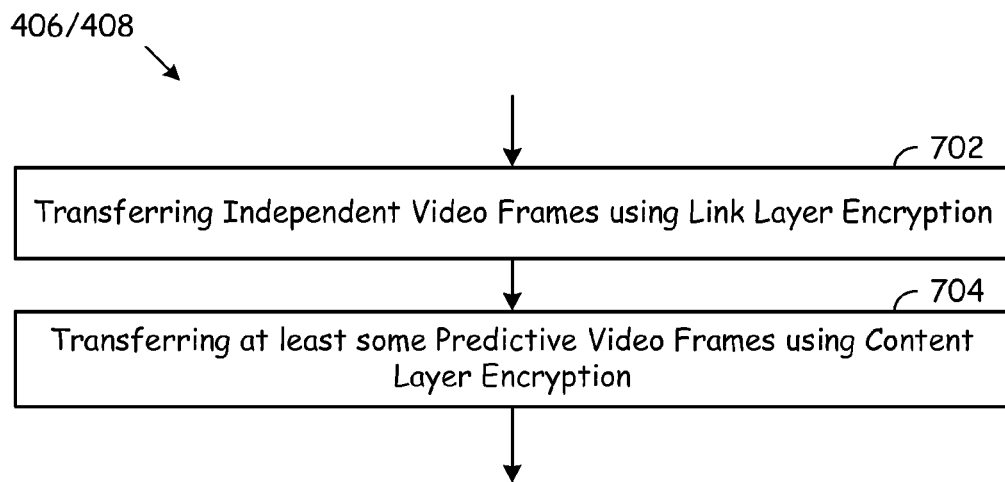 406/408
702
Transferring Independent Video Frames using Link Layer Encryption
704
Transferring at least some Predictive Video Frames using Content
Layer Encryption